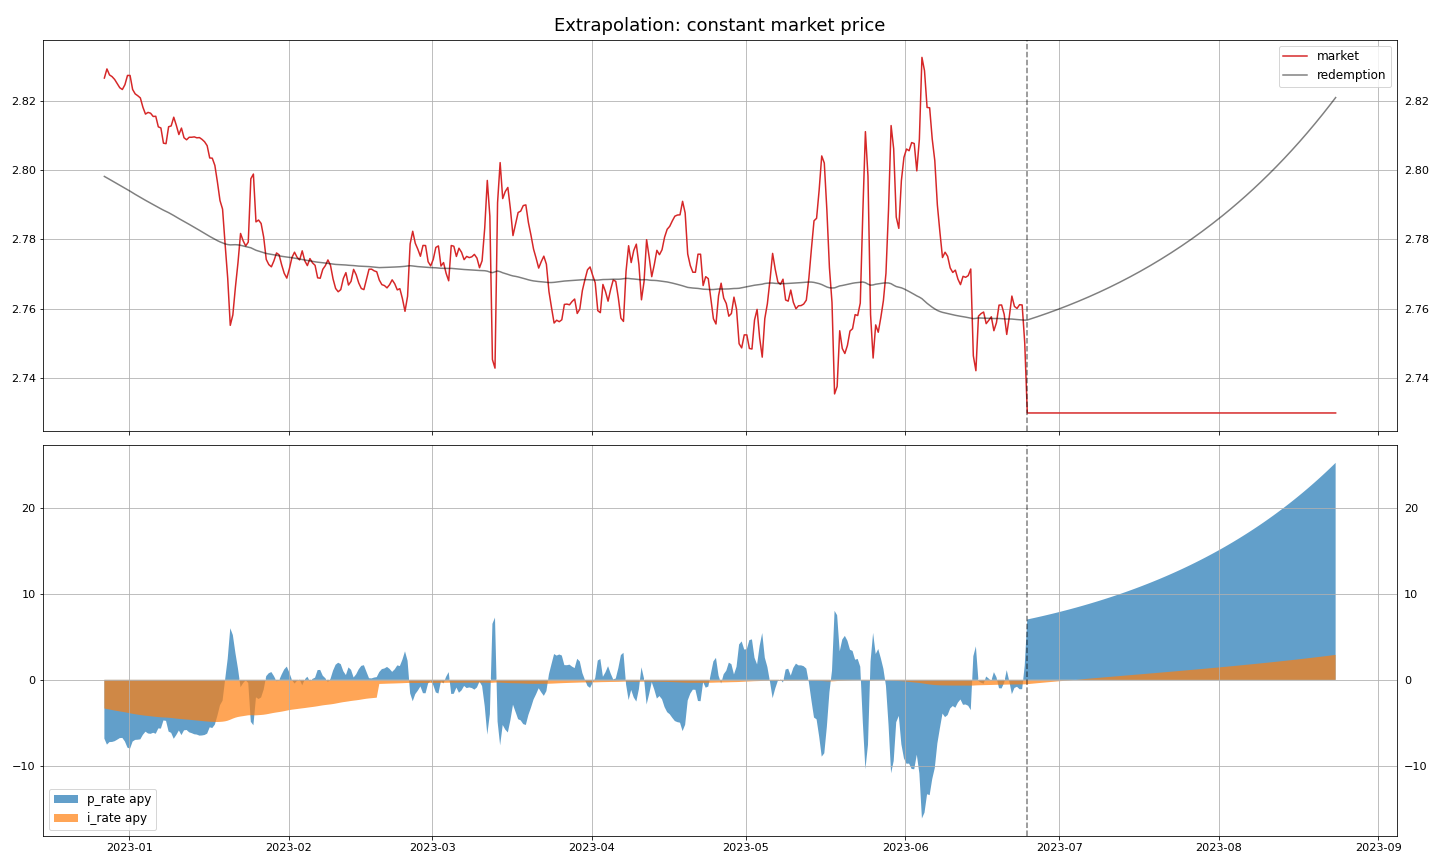 Extrapolation: constant market price
market
redemption
2.82 2.82
2.80 2.80
2.78 2.78
2.76 2.76
2.74 2.74
20 20
10 10
0 0
−10 −10
p_rate apy
i_rate apy
2023-01 2023-02 2023-03 2023-04 2023-05 2023-06 2023-07 2023-08 2023-09